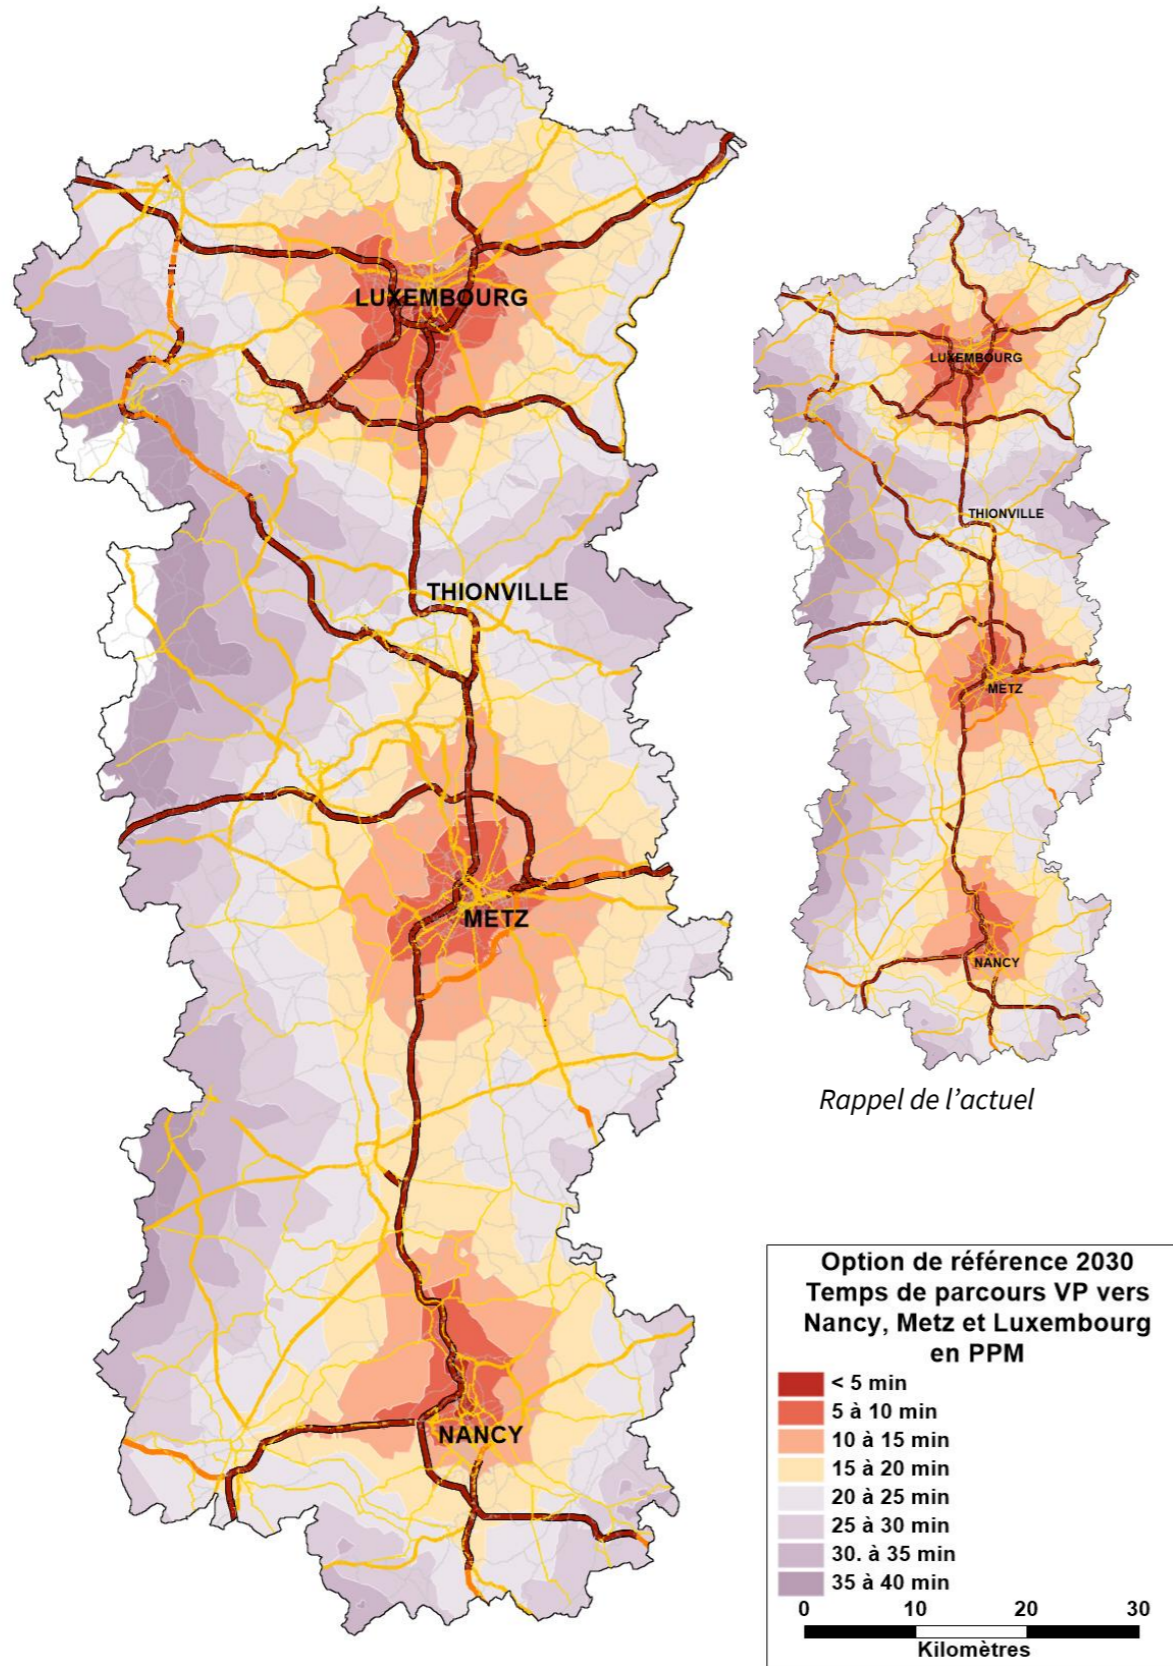 LUXEMBOURG
THIONVILLE
METZ
NANCY
LUXEMBOURG
THIONVILLE
METZ
NANCY
Rappel de l'actuel
Option de référence 2030
Temps de parcours VP vers
Nancy, Metz et Luxembourg
en PPM
< 5 min
5 à 10 min
10 à 15 min
15 à 20 min
20 à 25 min
25 à 30 min
30. à 35 min
35 à 40 min
0 10 20 30
Kilomètres